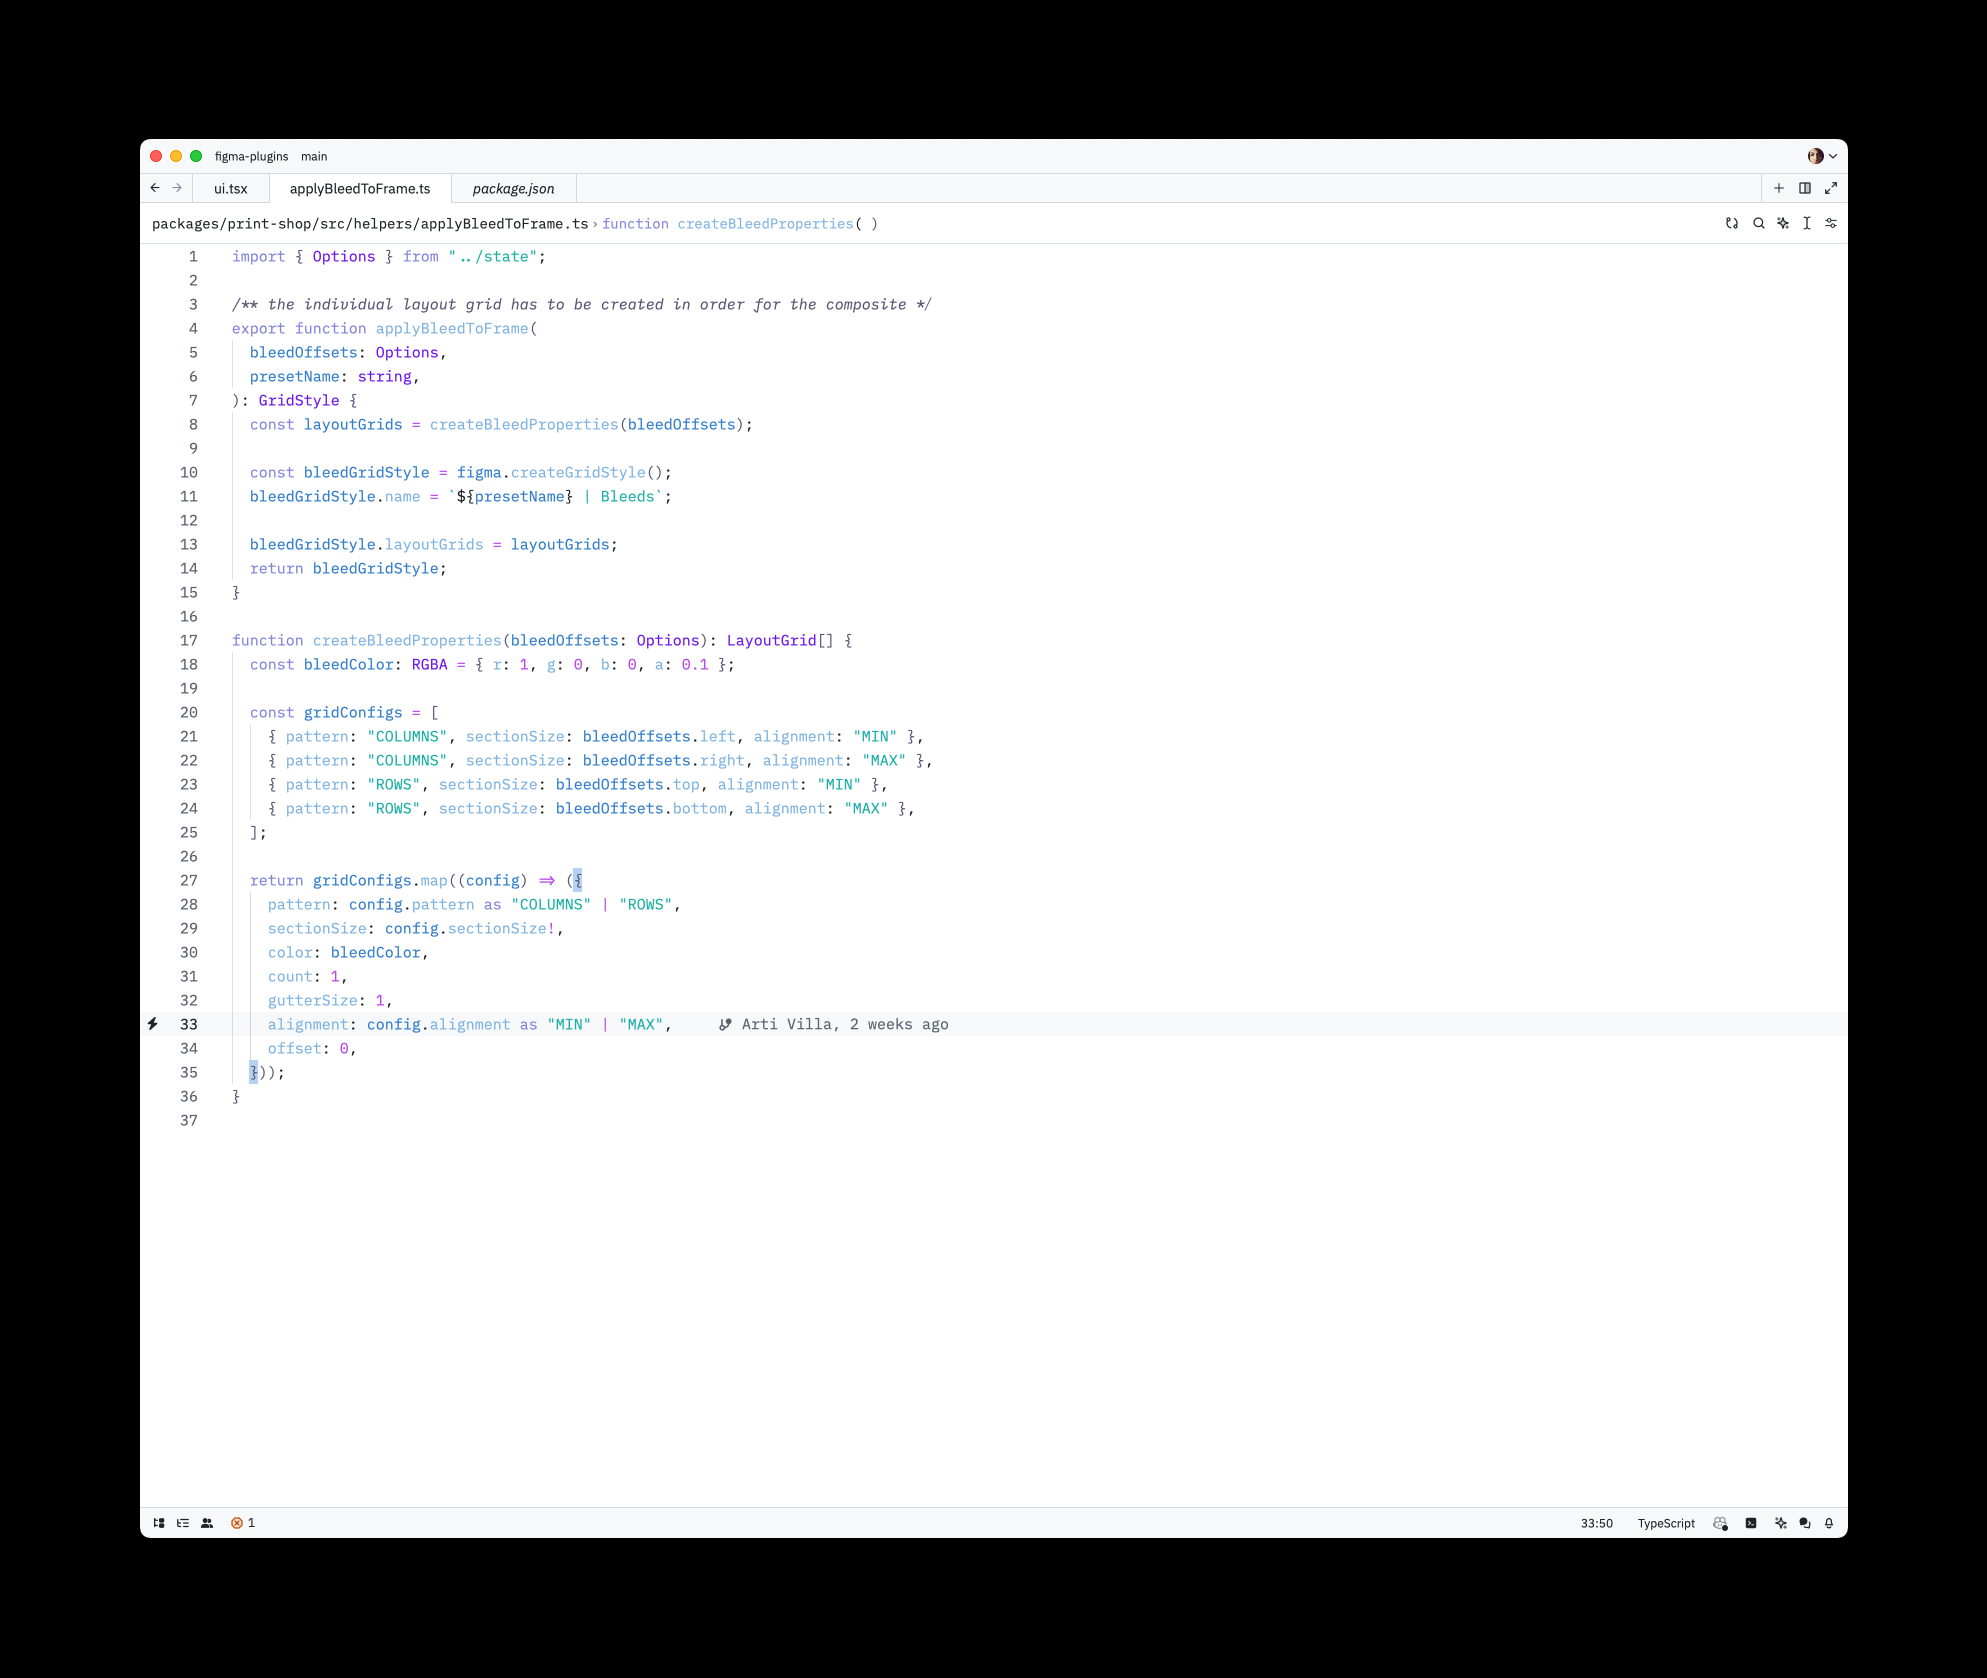 figma-plugins main
ui.tsx applyBleedToFrame.ts package.json
packages/print-shop/src/helpers/applyBleedToFrame.ts › function createBleedProperties( )
1 import { Options } from "../state";
2
3 /** the individual layout grid has to be created in order for the composite */
4 export function applyBleedToFrame(
5 bleedOffsets: Options,
6 presetName: string,
7 ): GridStyle {
8 const layoutGrids = createBleedProperties(bleedOffsets);
9
10 const bleedGridStyle = figma.createGridStyle();
11 bleedGridStyle.name = `${presetName} | Bleeds`;
12
13 bleedGridStyle.layoutGrids = layoutGrids;
14 return bleedGridStyle;
15 }
16
17 function createBleedProperties(bleedOffsets: Options): LayoutGrid[] {
18 const bleedColor: RGBA = { r: 1, g: 0, b: 0, a: 0.1 };
19
20 const gridConfigs = [
21 { pattern: "COLUMNS", sectionSize: bleedOffsets.left, alignment: "MIN" },
22 { pattern: "COLUMNS", sectionSize: bleedOffsets.right, alignment: "MAX" },
23 { pattern: "ROWS", sectionSize: bleedOffsets.top, alignment: "MIN" },
24 { pattern: "ROWS", sectionSize: bleedOffsets.bottom, alignment: "MAX" },
25 ];
26
27 return gridConfigs.map((config) => ({
28 pattern: config.pattern as "COLUMNS" | "ROWS",
29 sectionSize: config.sectionSize!,
30 color: bleedColor,
31 count: 1,
32 gutterSize: 1,
33 alignment: config.alignment as "MIN" | "MAX", Arti Villa, 2 weeks ago
34 offset: 0,
35 }));
36 }
37
1 33:50 TypeScript